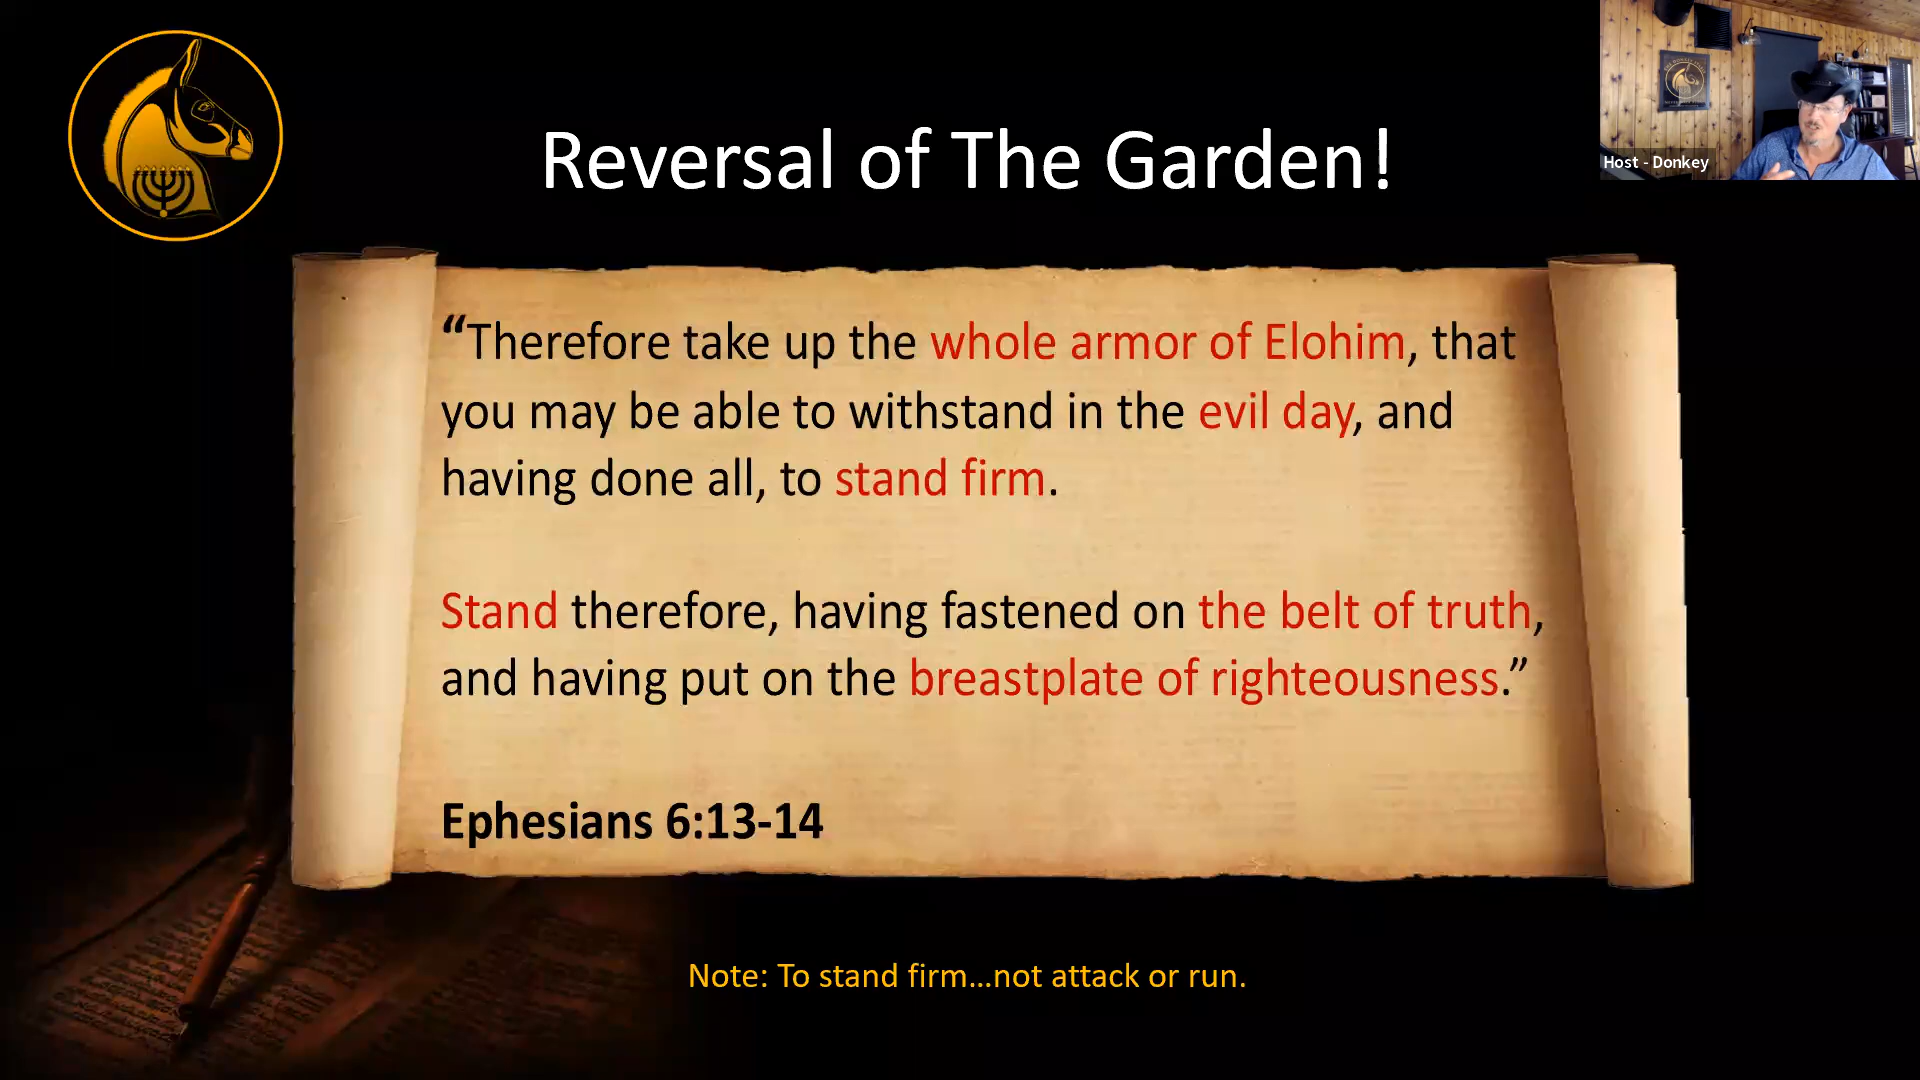 Reversal of The Garden!
Host - Donkey
“Therefore take up the whole armor of Elohim, that
you may be able to withstand in the evil day, and
having done all, to stand firm.
Stand therefore, having fastened on the belt of truth,
and having put on the breastplate of righteousness.”
Ephesians 6:13-14
Note: To stand firm...not attack or run.